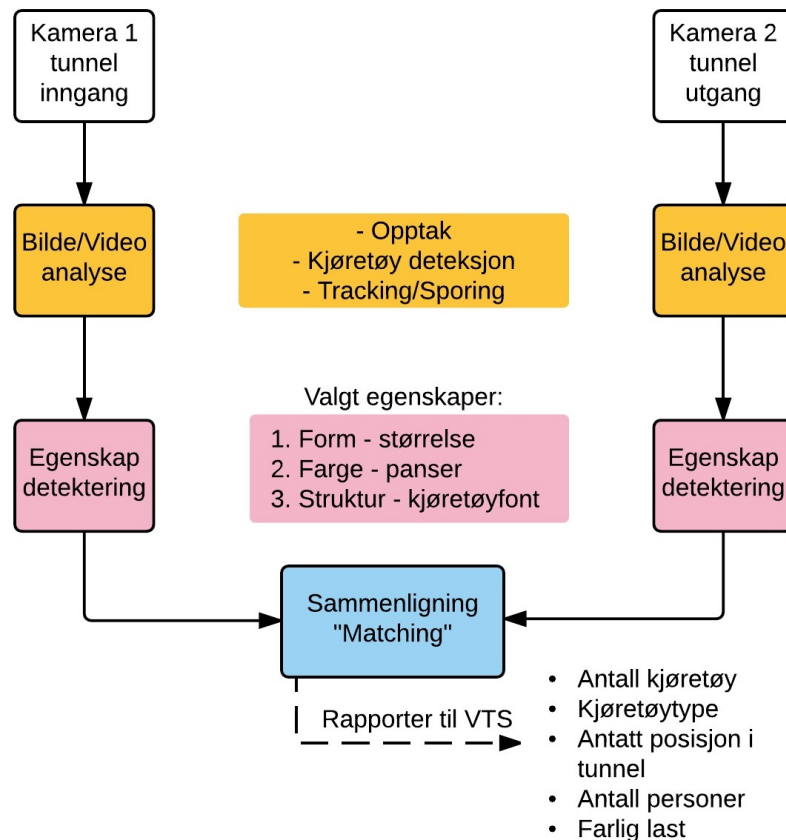 Kamera 1
tunnel
inngang
Kamera 2
tunnel
utgang
Bilde/Video
analyse
- Opptak
- Kjøretøy deteksjon
- Tracking/Sporing
Bilde/Video
analyse
Valgt egenskaper:
Egenskap
detektering
1. Form - størrelse
2. Farge - panser
3. Struktur - kjøretøyfont
Egenskap
detektering
Sammenligning
"Matching"
Rapporter til VTS
• Antall kjøretøy
• Kjøretøytype
• Antatt posisjon i
tunnel
• Antall personer
• Farlig last